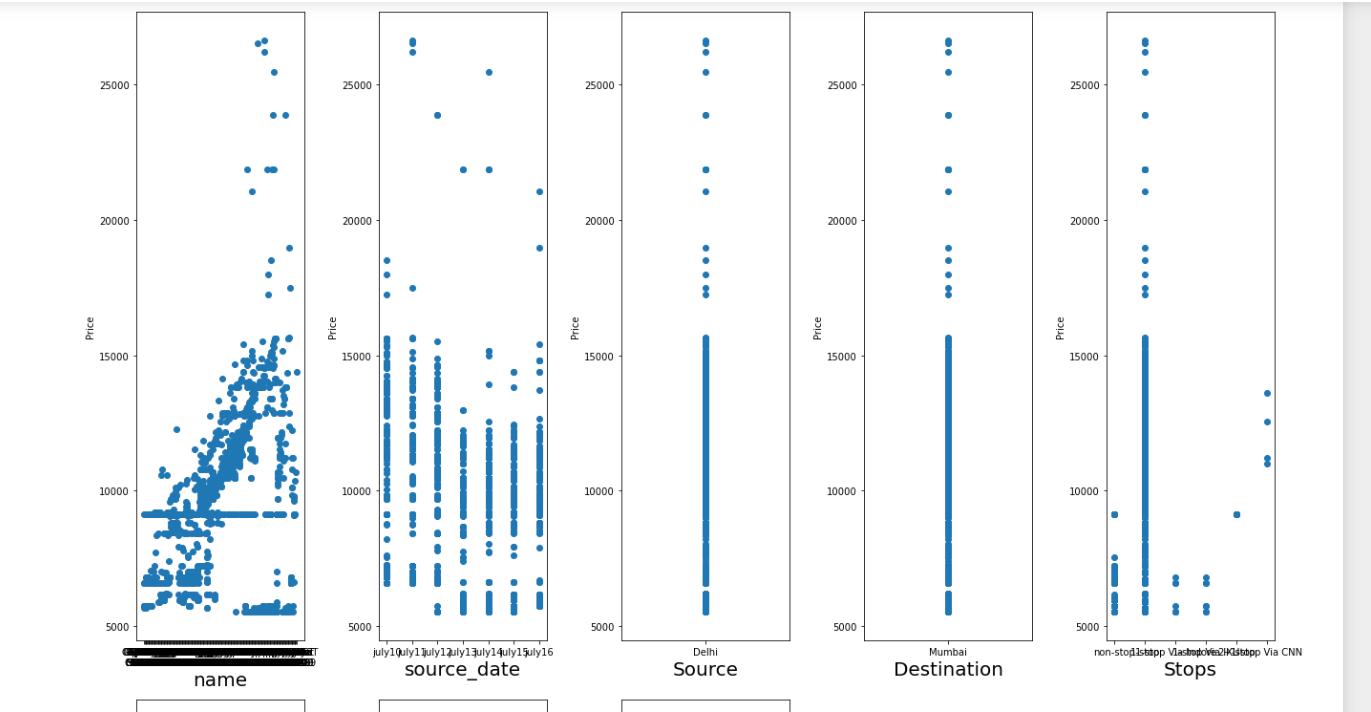 25000
20000
15000
10000
5000
Price
name
25000
20000
15000
10000
5000
Price
july10 july11 july12 july13 july14 july15 july16
source_date
25000
20000
15000
10000
5000
Price
Delhi
Source
25000
20000
15000
10000
5000
Price
Mumbai
Destination
25000
20000
15000
10000
5000
Price
non-stop Via CNN
Stops